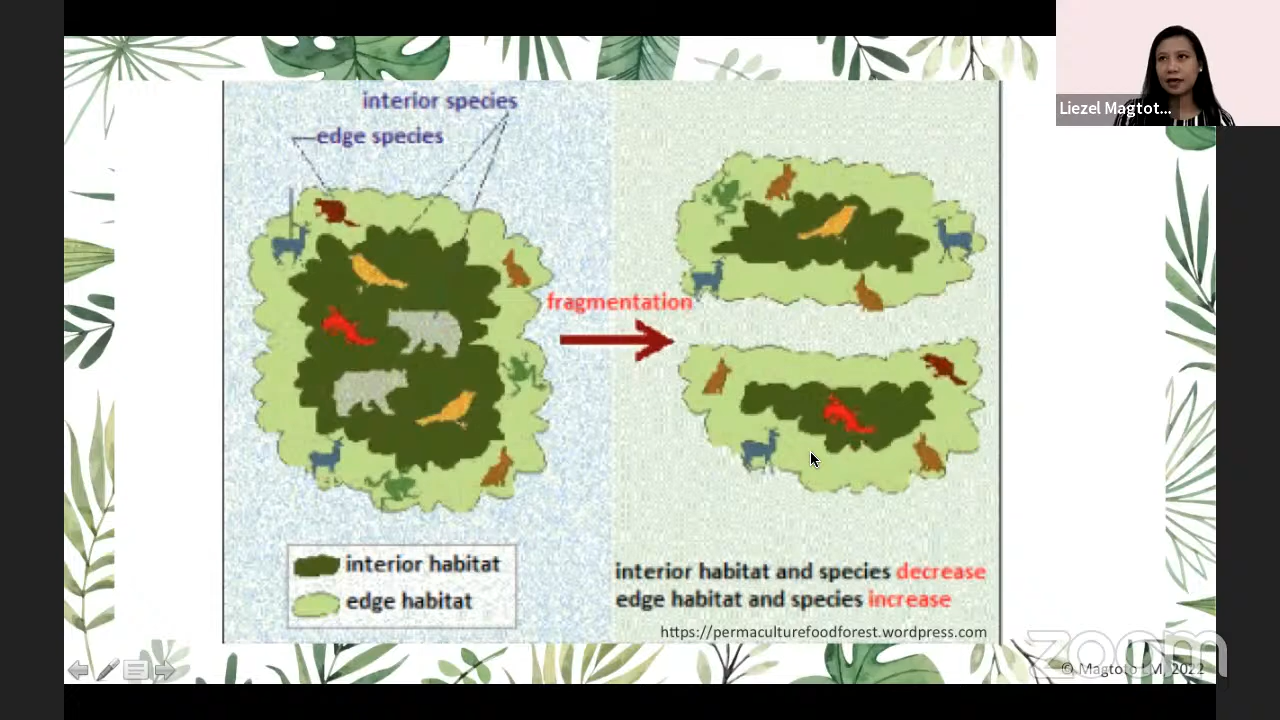 interior species
edge species
Liezel Magtot...
fragmentation
interior habitat
edge habitat
interior habitat and species decrease
edge habitat and species increase
https://permaculturefoodforest.wordpress.com
zoom
© Magtoto LM, 2022